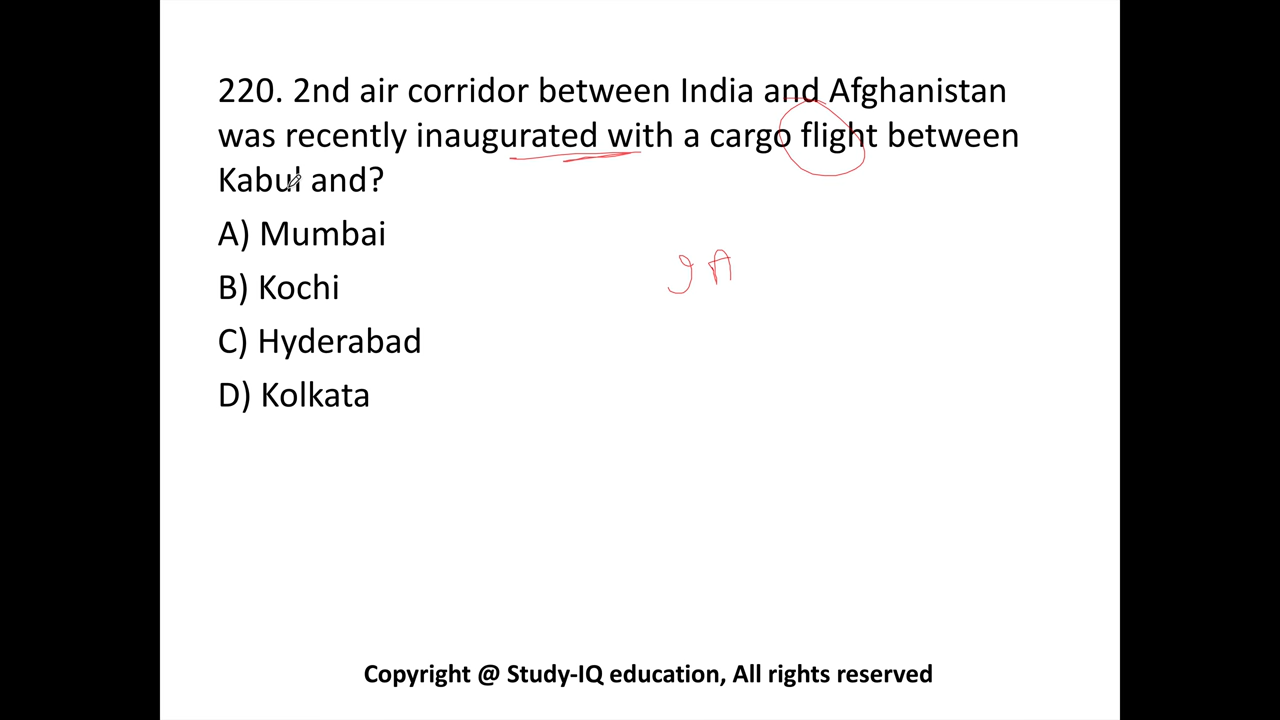 220. 2nd air corridor between India and Afghanistan
was recently inaugurated with a cargo flight between
Kabul and?
A) Mumbai
B) Kochi
I A
C) Hyderabad
D) Kolkata
Copyright @ Study-IQ education, All rights reserved